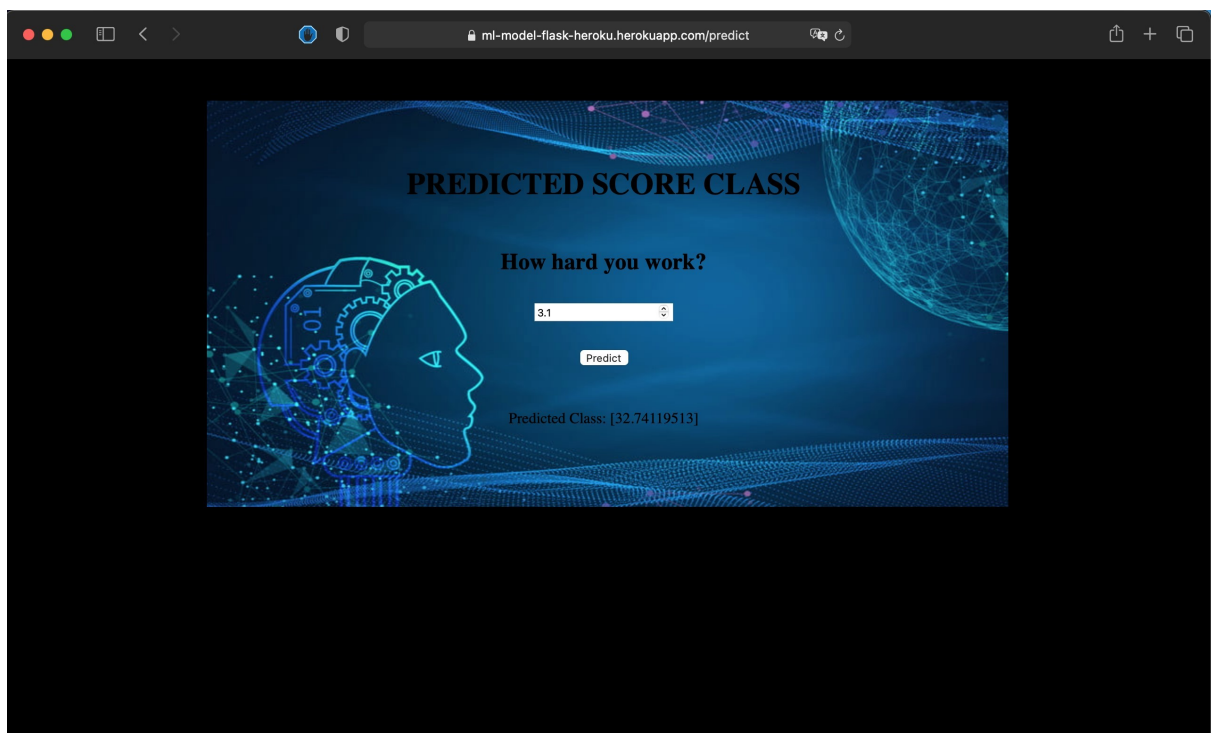 ml-model-flask-heroku.herokuapp.com/predict
PREDICTED SCORE CLASS
How hard you work?
3.1
Predict
Predicted Class: [32.74119513]
01